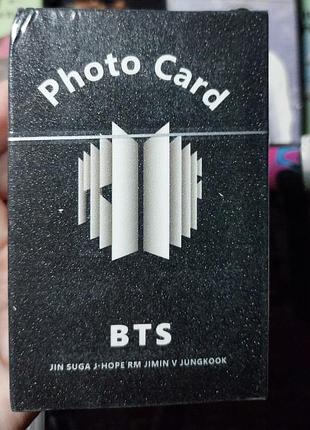 Photo Card
BTS
JIN SUGA J-HOPE RM JIMIN V JUNGKOOK